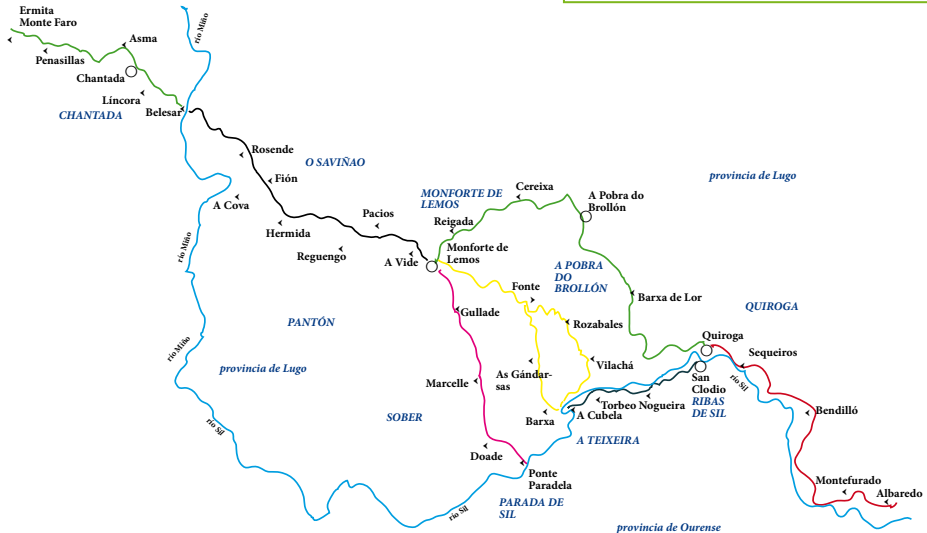 Ermita
Monte Faro
Penasillas
Asma
Chantada
Líncora
Belesar
CHANTADA
río Miño
Rosende
O SAVIÑAO
Fión
A Cova
Hermida
Pacios
Reguengo
A Vide
río Miño
MONFORTE DE
LEMOS
Cereixa
Reigada
A Pobra do
Brollón
provincia de Lugo
Monforte de
Lemos
A POBRA
DO
BROLLÓN
Fonte
Barxa de Lor
QUIROGA
Gullade
Rozabales
PANTÓN
Quiroga
Sequeiros
río Miño
provincia de Lugo
As Gándar-
sas
Vilachá
San
Clodio
RIBAS
DE SIL
río Sil
Marcelle
Torbeo
Nogueira
SOBER
Barxa
A Cubela
Bendilló
río Sil
A TEIXEIRA
Doade
Ponte
Paradela
PARADA DE
SIL
río Sil
Montefurado
Albaredo
provincia de Ourense